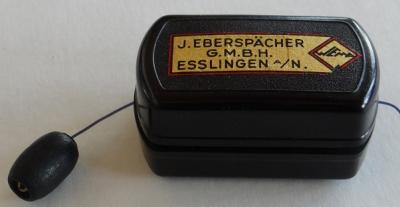 J. EBERSPÄCHER
G.M.B.H.
ESSLINGEN a/N.